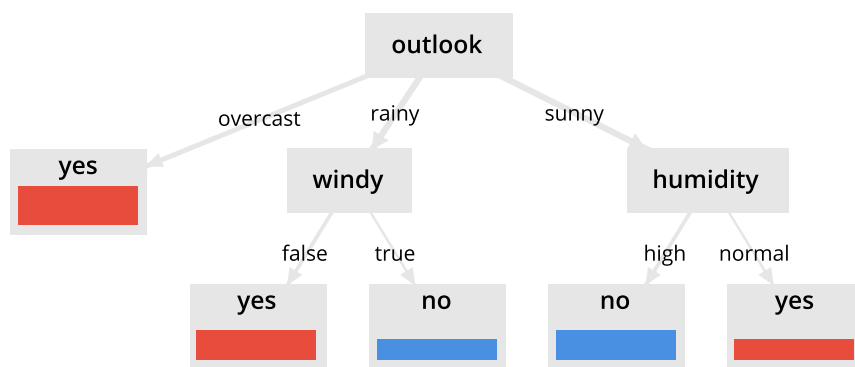 outlook
overcast
rainy
sunny
yes
windy
humidity
false
true
high
normal
yes
no
no
yes